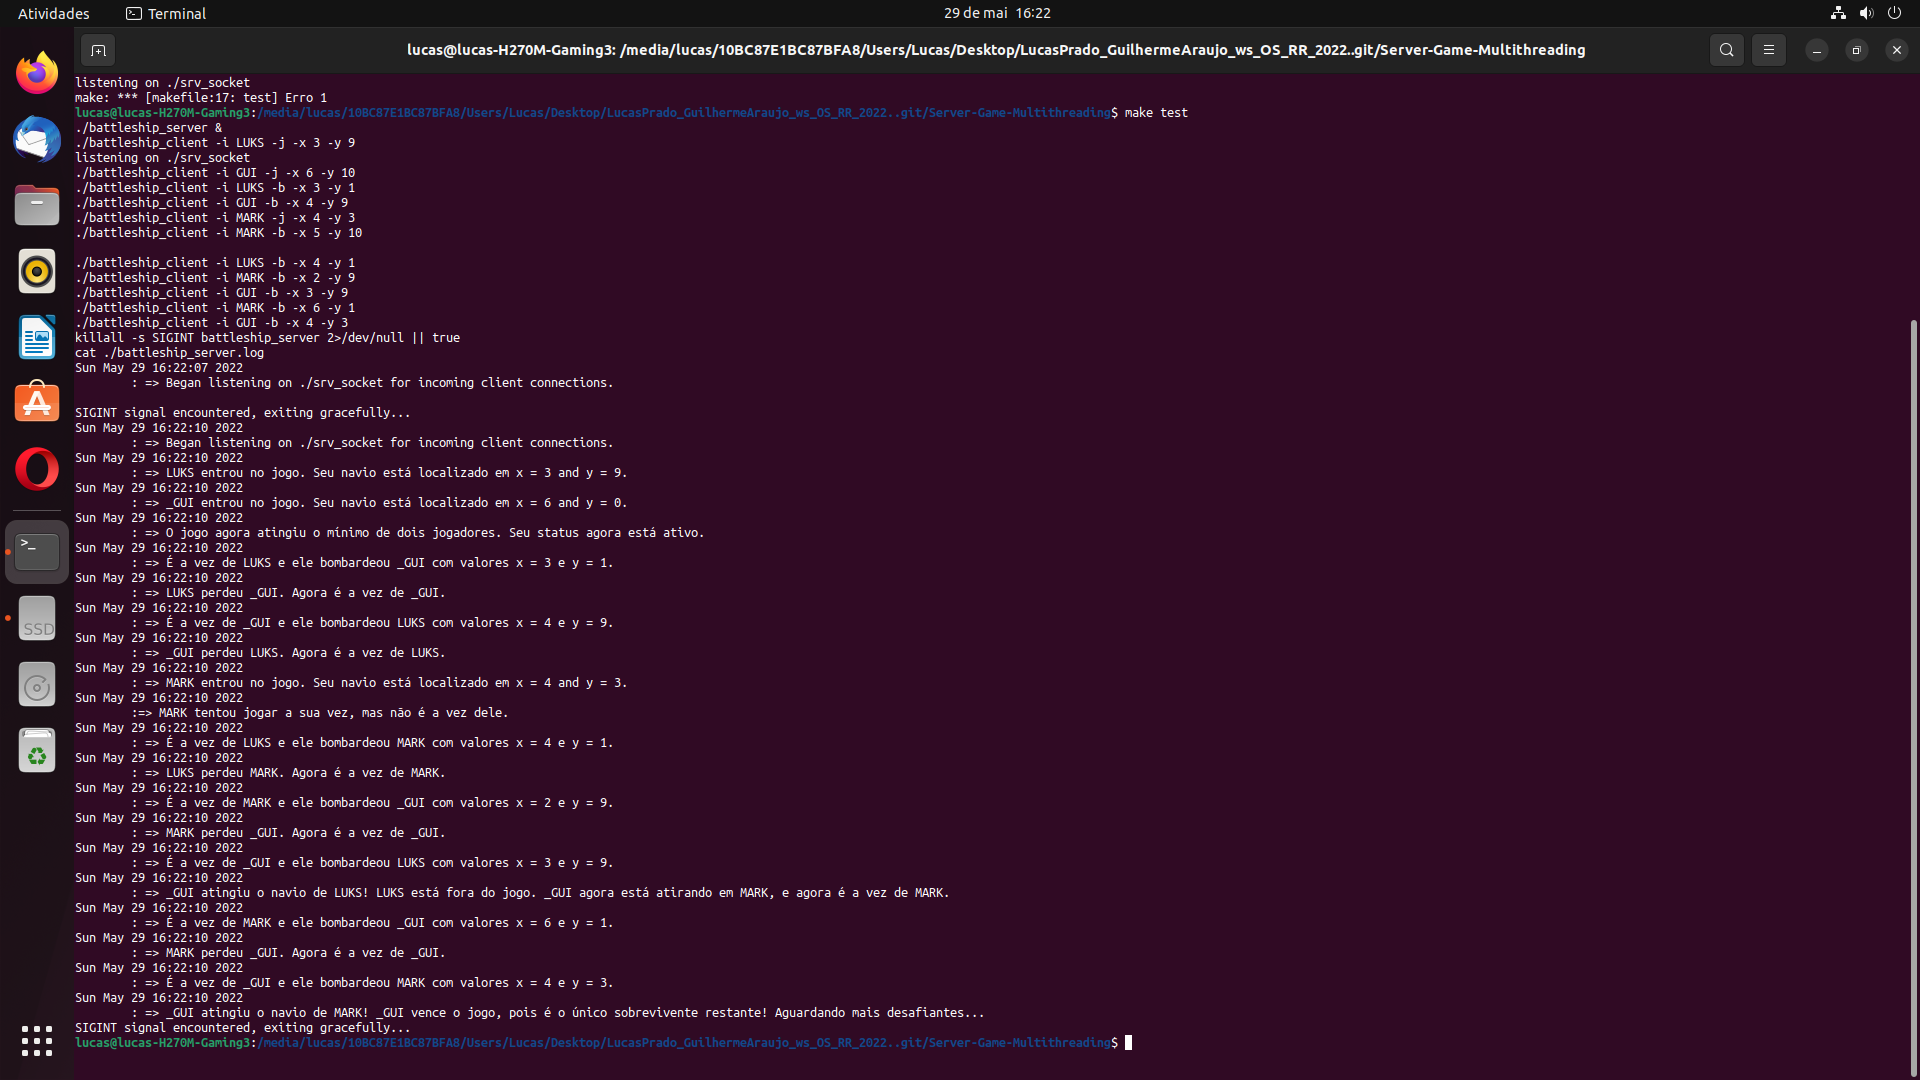 Atividades
Terminal
29 de mai  16:22
lucas@lucas-H270M-Gaming3: /media/lucas/10BC87E1BC87BFA8/Users/Lucas/Desktop/LucasPrado_GuilhermeAraujo_ws_OS_RR_2022..git/Server-Game-Multithreading
listening on ./srv_socket
make: *** [makefile:17: test] Erro 1
lucas@lucas-H270M-Gaming3:/media/lucas/10BC87E1BC87BFA8/Users/Lucas/Desktop/LucasPrado_GuilhermeAraujo_ws_OS_RR_2022..git/Server-Game-Multithreading$ make test
./battleship_server &
./battleship_client -i LUKS -j -x 3 -y 9
listening on ./srv_socket
./battleship_client -i GUI -j -x 6 -y 10
./battleship_client -i LUKS -b -x 3 -y 1
./battleship_client -i GUI -b -x 4 -y 9
./battleship_client -i MARK -j -x 4 -y 3
./battleship_client -i MARK -b -x 5 -y 10
./battleship_client -i LUKS -b -x 4 -y 1
./battleship_client -i MARK -b -x 2 -y 9
./battleship_client -i GUI -b -x 3 -y 9
./battleship_client -i MARK -b -x 6 -y 1
./battleship_client -i GUI -b -x 4 -y 3
killall -s SIGINT battleship_server 2>/dev/null || true
cat ./battleship_server.log
Sun May 29 16:22:07 2022
: => Began listening on ./srv_socket for incoming client connections.
SIGINT signal encountered, exiting gracefully...
Sun May 29 16:22:10 2022
: => Began listening on ./srv_socket for incoming client connections.
Sun May 29 16:22:10 2022
: => LUKS entrou no jogo. Seu navio está localizado em x = 3 and y = 9.
Sun May 29 16:22:10 2022
: => _GUI entrou no jogo. Seu navio está localizado em x = 6 and y = 0.
Sun May 29 16:22:10 2022
: => O jogo agora atingiu o mínimo de dois jogadores. Seu status agora está ativo.
Sun May 29 16:22:10 2022
: => É a vez de LUKS e ele bombardeou _GUI com valores x = 3 e y = 1.
Sun May 29 16:22:10 2022
: => LUKS perdeu _GUI. Agora é a vez de _GUI.
Sun May 29 16:22:10 2022
: => É a vez de _GUI e ele bombardeou LUKS com valores x = 4 e y = 9.
Sun May 29 16:22:10 2022
: => _GUI perdeu LUKS. Agora é a vez de LUKS.
Sun May 29 16:22:10 2022
: => MARK entrou no jogo. Seu navio está localizado em x = 4 and y = 3.
Sun May 29 16:22:10 2022
:=> MARK tentou jogar a sua vez, mas não é a vez dele.
Sun May 29 16:22:10 2022
: => É a vez de LUKS e ele bombardeou MARK com valores x = 4 e y = 1.
Sun May 29 16:22:10 2022
: => LUKS perdeu MARK. Agora é a vez de MARK.
Sun May 29 16:22:10 2022
: => É a vez de MARK e ele bombardeou _GUI com valores x = 2 e y = 9.
Sun May 29 16:22:10 2022
: => MARK perdeu _GUI. Agora é a vez de _GUI.
Sun May 29 16:22:10 2022
: => É a vez de _GUI e ele bombardeou LUKS com valores x = 3 e y = 9.
Sun May 29 16:22:10 2022
: => _GUI atingiu o navio de LUKS! LUKS está fora do jogo. _GUI agora está atirando em MARK, e agora é a vez de MARK.
Sun May 29 16:22:10 2022
: => É a vez de MARK e ele bombardeou _GUI com valores x = 6 e y = 1.
Sun May 29 16:22:10 2022
: => MARK perdeu _GUI. Agora é a vez de _GUI.
Sun May 29 16:22:10 2022
: => É a vez de _GUI e ele bombardeou MARK com valores x = 4 e y = 3.
Sun May 29 16:22:10 2022
: => _GUI atingiu o navio de MARK! _GUI vence o jogo, pois é o único sobrevivente restante! Aguardando mais desafiantes...
SIGINT signal encountered, exiting gracefully...
lucas@lucas-H270M-Gaming3:/media/lucas/10BC87E1BC87BFA8/Users/Lucas/Desktop/LucasPrado_GuilhermeAraujo_ws_OS_RR_2022..git/Server-Game-Multithreading$
>_
SSD